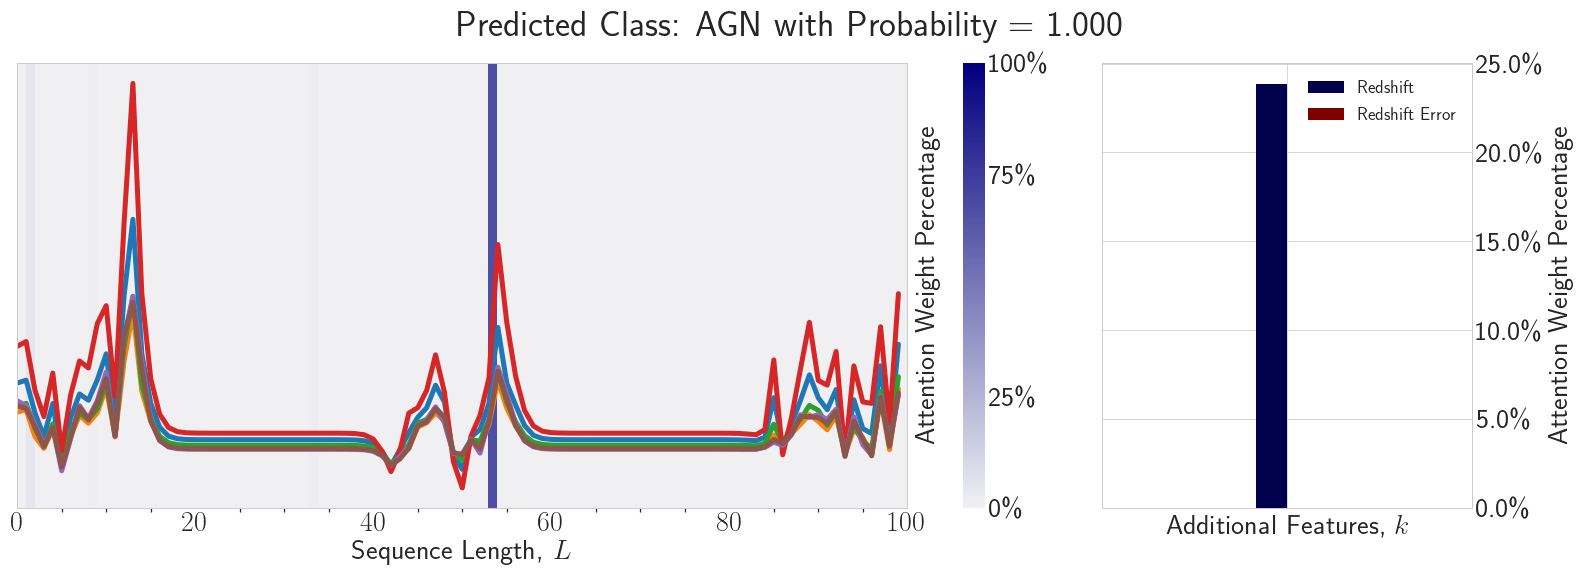 Predicted Class: AGN with Probability = 1.000
0 20 40 60 80 100
Sequence Length, L
100%
75%
25%
0%
Attention Weight Percentage
Redshift
Redshift Error
Additional Features, k
25.0%
20.0%
15.0%
10.0%
5.0%
0.0%
Attention Weight Percentage